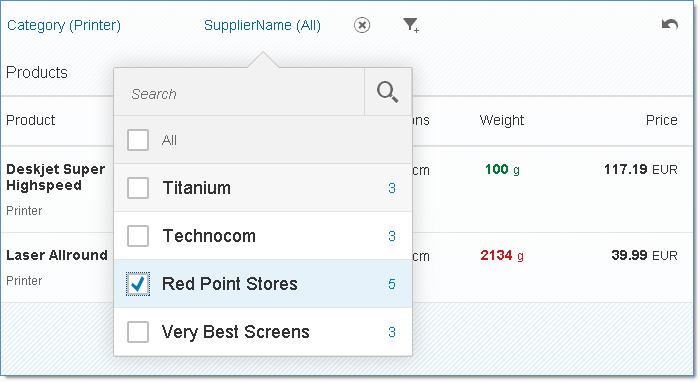 Category (Printer) SupplierName (All)
Products
Search
Product ons Weight Price
All
Deskjet Super
Highspeed
cm 100 g 117.19 EUR
Titanium 3
Printer
Technocom 3
Laser Allround cm 2134 g 39.99 EUR
Printer
Red Point Stores 5
Very Best Screens 3